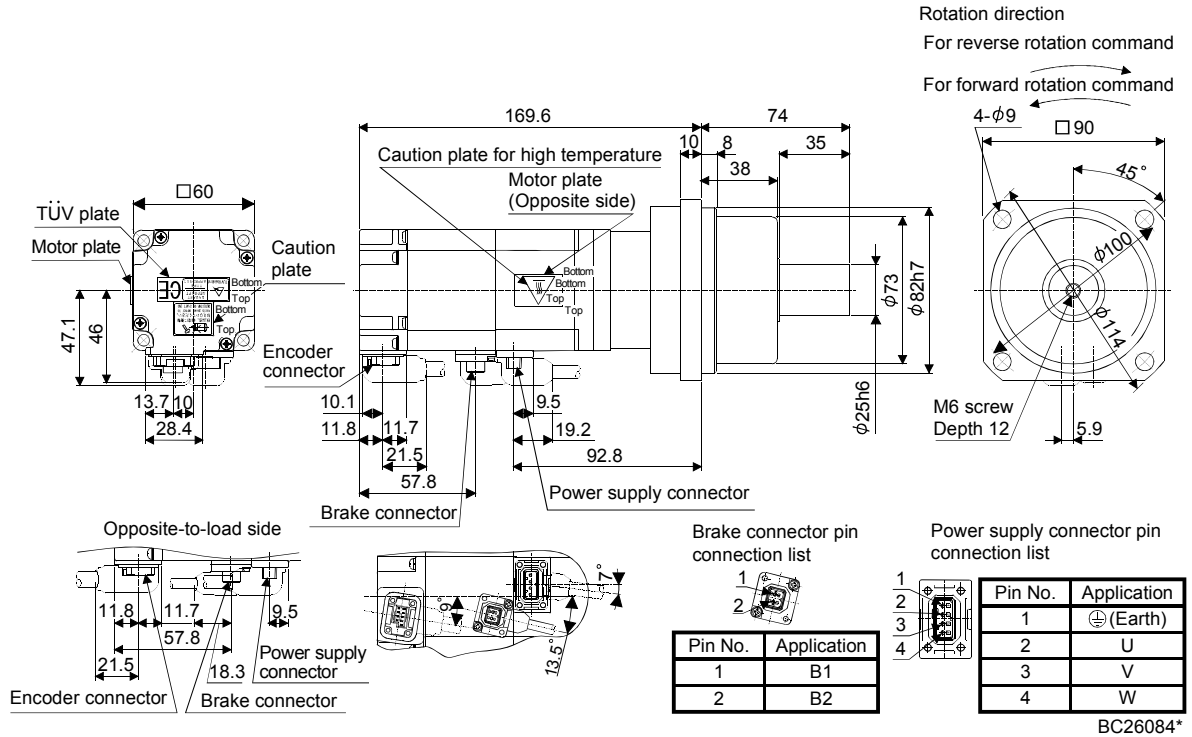 Rotation direction
For reverse rotation command
For forward rotation command
169.6
74
4-ϕ9
□90
10
8
35
38
45°
Caution plate for high temperature
Motor plate
(Opposite side)
□60
TÜV plate
Motor plate
Caution
plate
Bottom
Top
Bottom
Top
Bottom
Bottom
Top
Top
CE
47.1
46
13.7
10
28.4
ϕ73
ϕ82h7
ϕ25h6
ϕ100
ϕ114
Encoder
connector
10.1
11.8
11.7
21.5
57.8
9.5
19.2
92.8
M6 screw
Depth 12
5.9
Brake connector
Power supply connector
Opposite-to-load side
11.8
11.7
9.5
57.8
21.5
18.3
Power supply
connector
Encoder connector
Brake connector
9°
7°
13.5°
Brake connector pin
connection list
1
2
Pin No. Application
1 B1
2 B2
Power supply connector pin
connection list
1
2
3
4
Pin No. Application
1 ⏚(Earth)
2 U
3 V
4 W
BC26084*